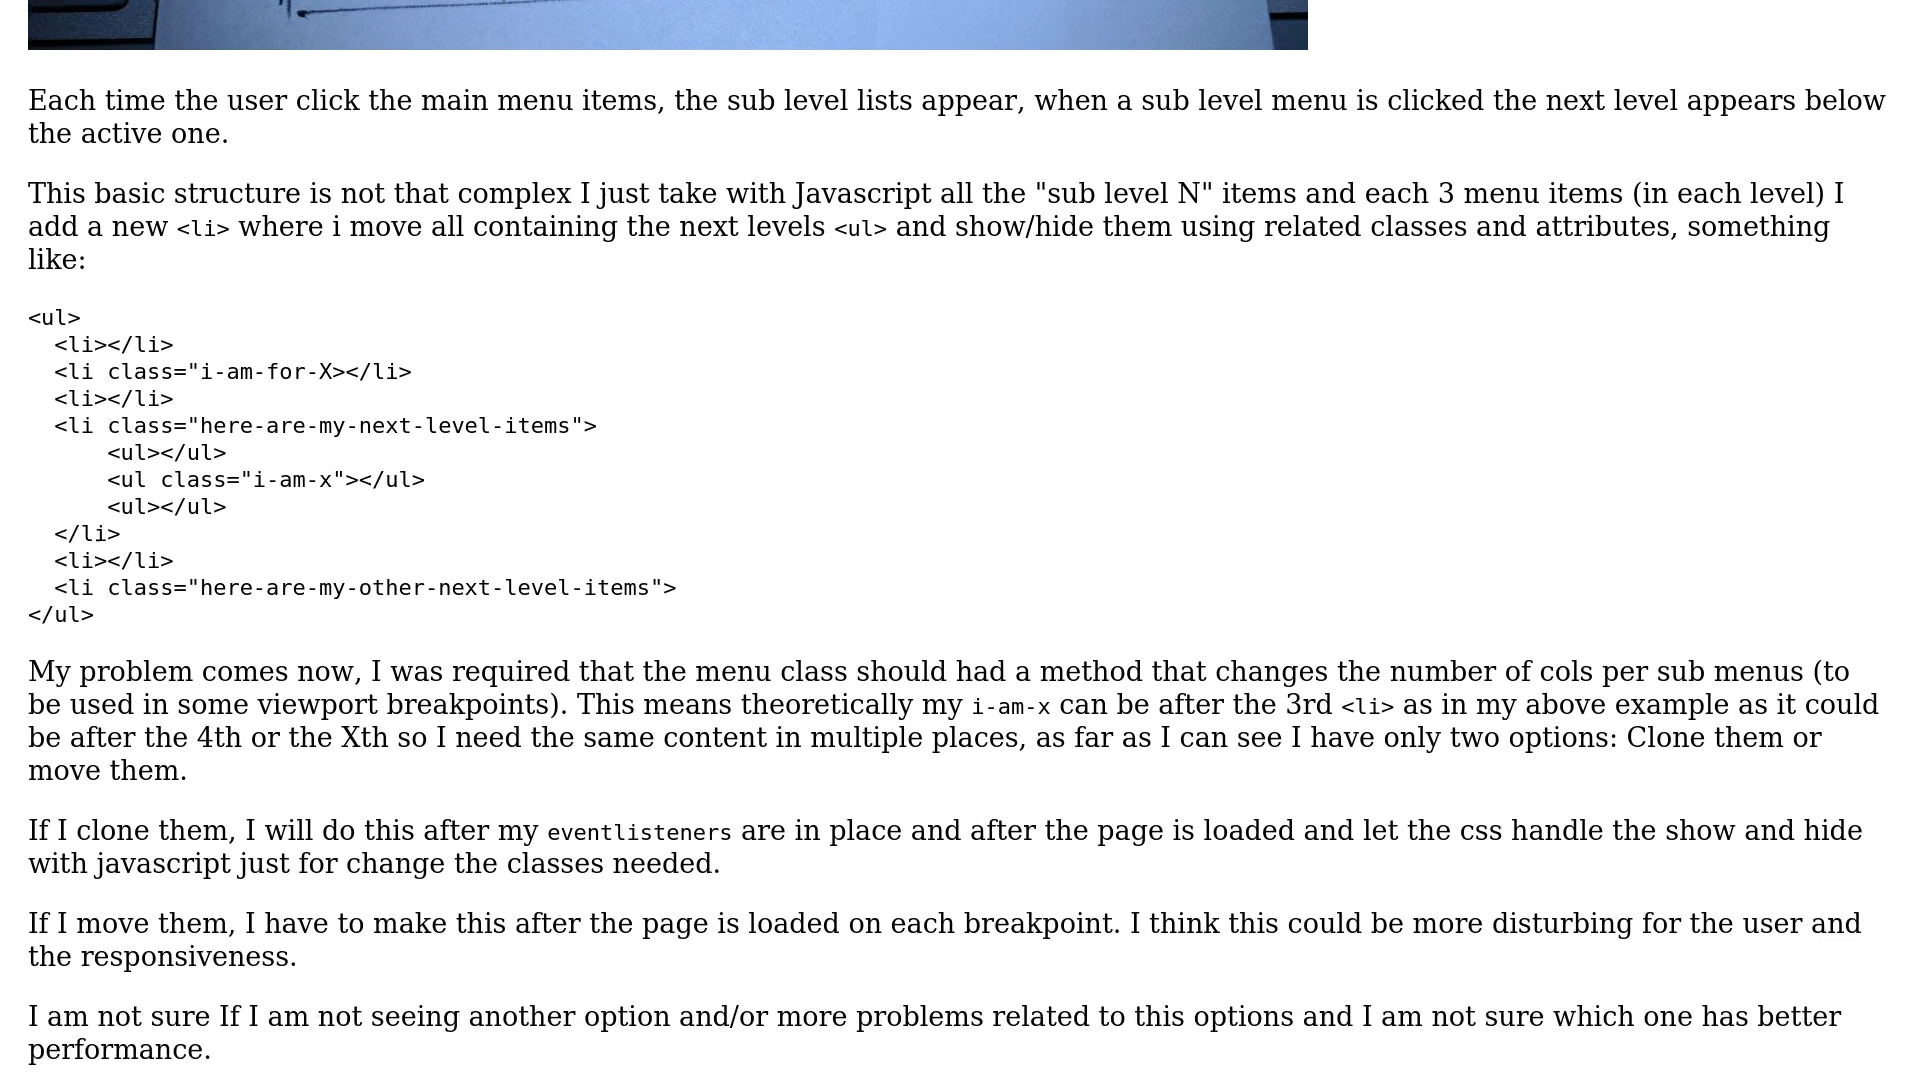 Each time the user click the main menu items, the sub level lists appear, when a sub level menu is clicked the next level appears below
the active one.
This basic structure is not that complex I just take with Javascript all the "sub level N" items and each 3 menu items (in each level) I
add a new <li> where i move all containing the next levels <ul> and show/hide them using related classes and attributes, something
like:
<ul>
  <li></li>
  <li class="i-am-for-X></li>
  <li></li>
  <li class="here-are-my-next-level-items">
      <ul></ul>
      <ul class="i-am-x"></ul>
      <ul></ul>
  </li>
  <li></li>
  <li class="here-are-my-other-next-level-items">
</ul>
My problem comes now, I was required that the menu class should had a method that changes the number of cols per sub menus (to
be used in some viewport breakpoints). This means theoretically my i-am-x can be after the 3rd <li> as in my above example as it could
be after the 4th or the Xth so I need the same content in multiple places, as far as I can see I have only two options: Clone them or
move them.
If I clone them, I will do this after my eventlisteners are in place and after the page is loaded and let the css handle the show and hide
with javascript just for change the classes needed.
If I move them, I have to make this after the page is loaded on each breakpoint. I think this could be more disturbing for the user and
the responsiveness.
I am not sure If I am not seeing another option and/or more problems related to this options and I am not sure which one has better
performance.